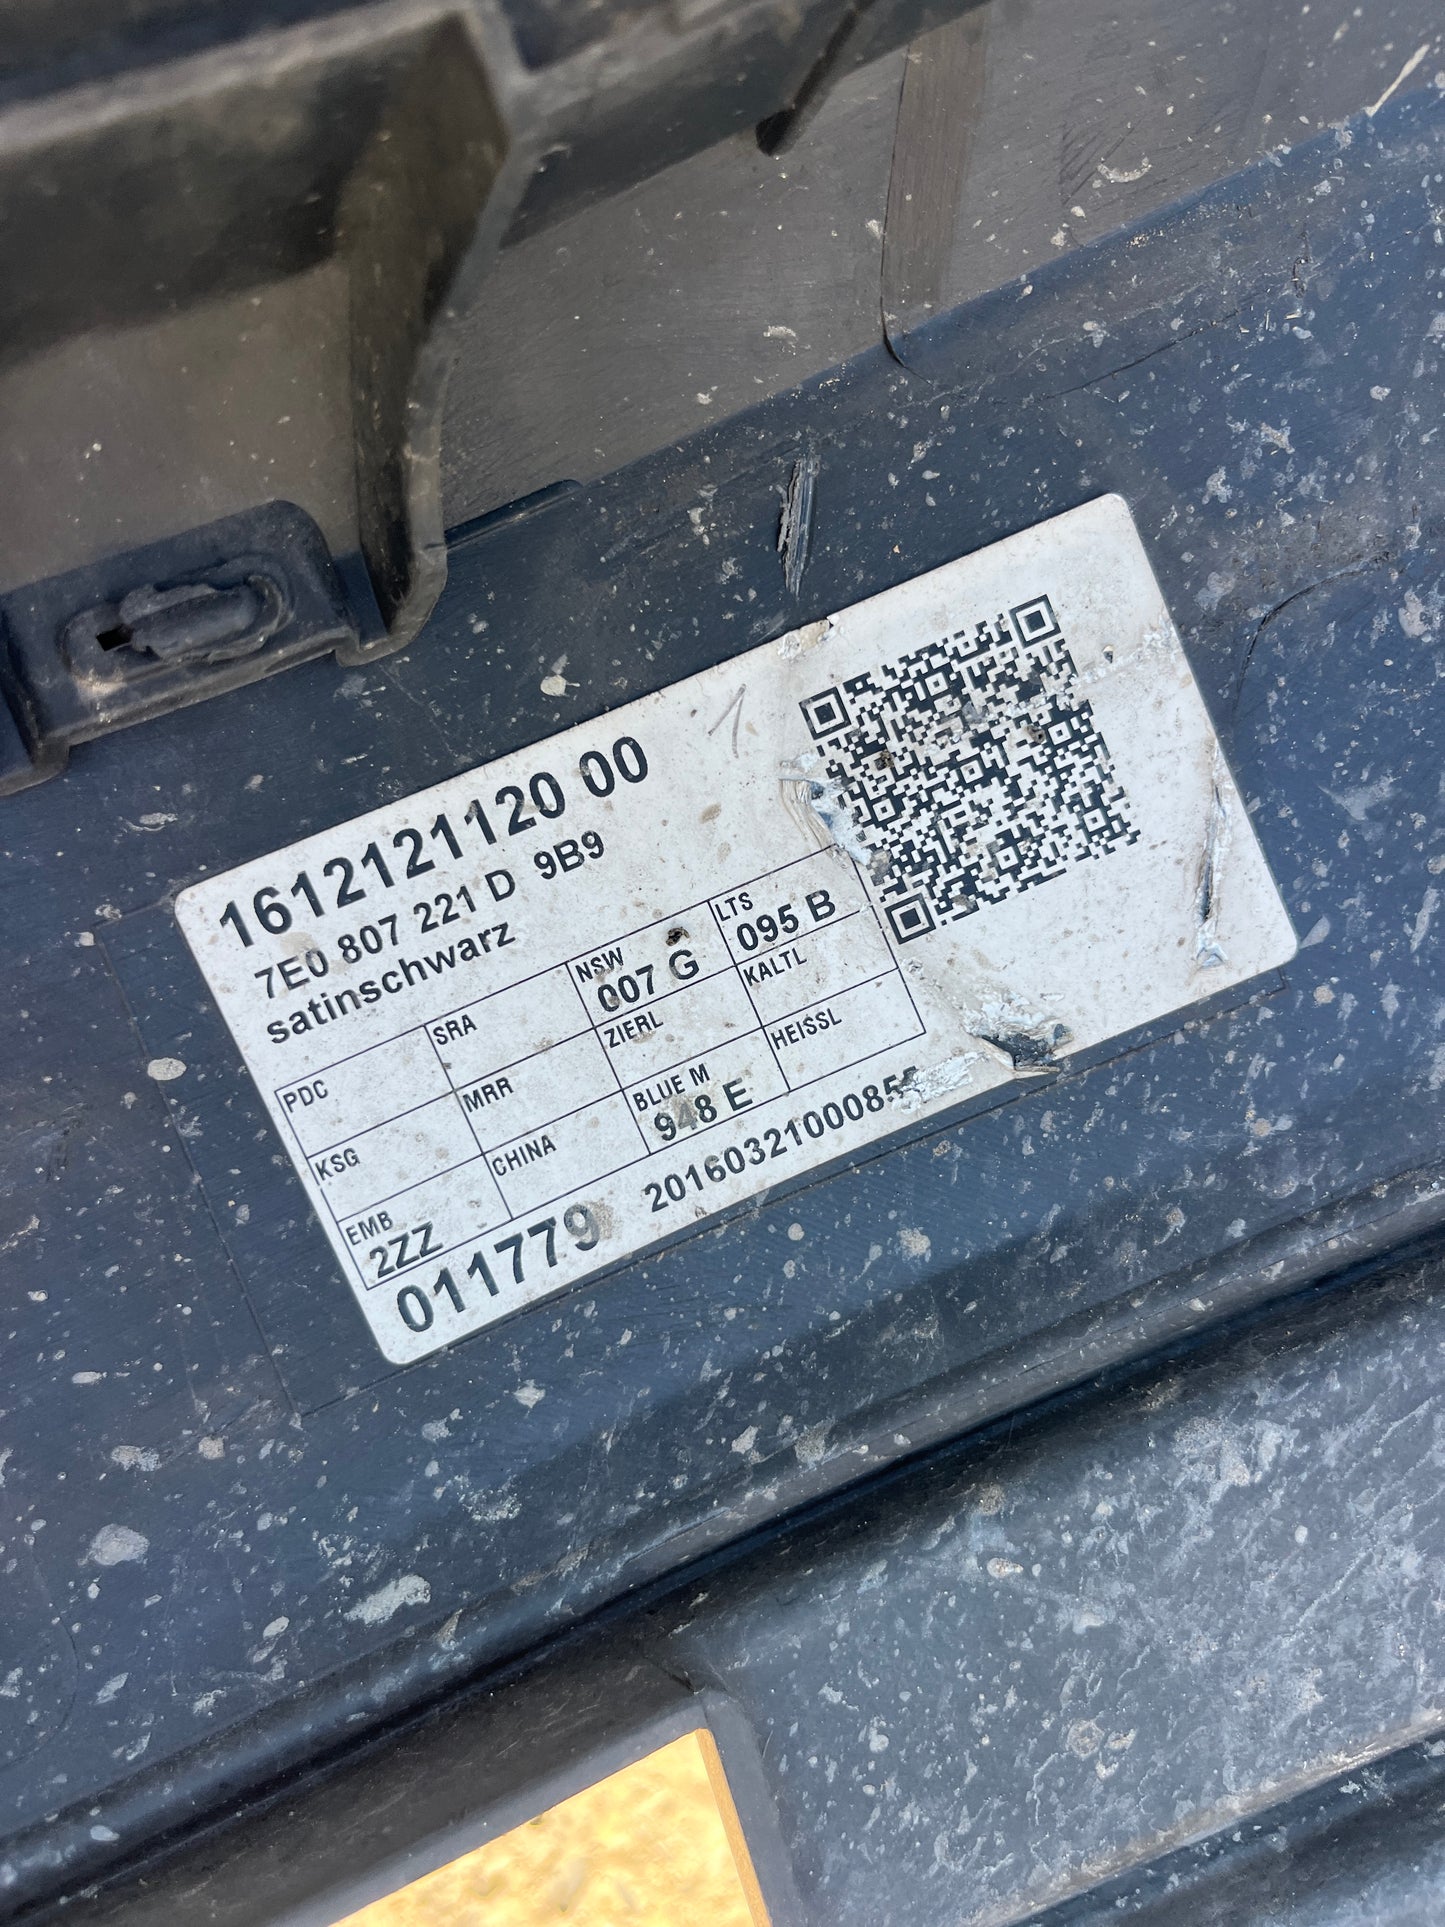 1612121120 00
7E0 807 221 D 9B9
satinschwarz
1
PDC SRA NSW 007 G LTS 095 B
KSG MRR ZIERL KALTL
EMB 2ZZ CHINA BLUE M 948 E HEISSL
011779